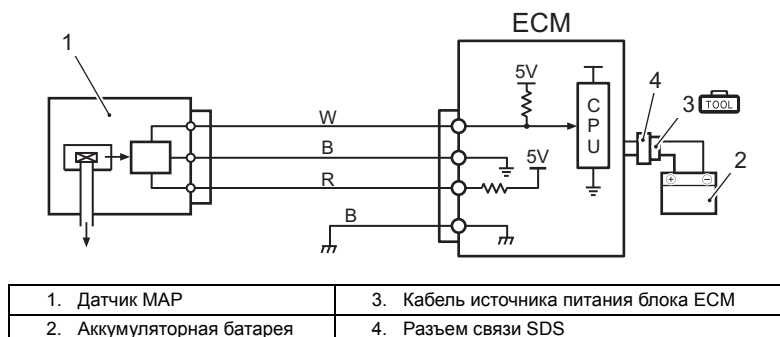 ECM
1
5V
4
C
P
U
3 TOOL
W
B
5V
R
2
B
1. Датчик MAP
3. Кабель источника питания блока ECM
2. Аккумуляторная батарея
4. Разъем связи SDS